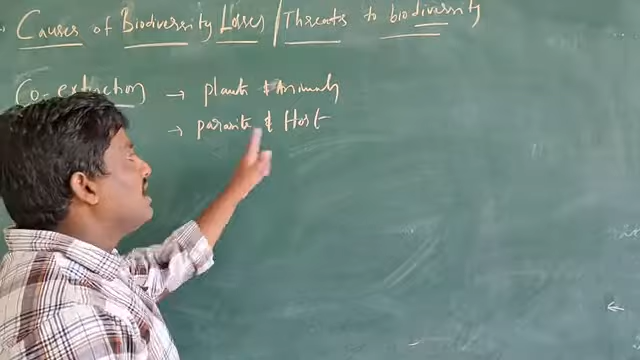 Causes of Biodiversity Losses / Threats to biodiversity
Co-extinction → plants & Animals
→ parasite & Host